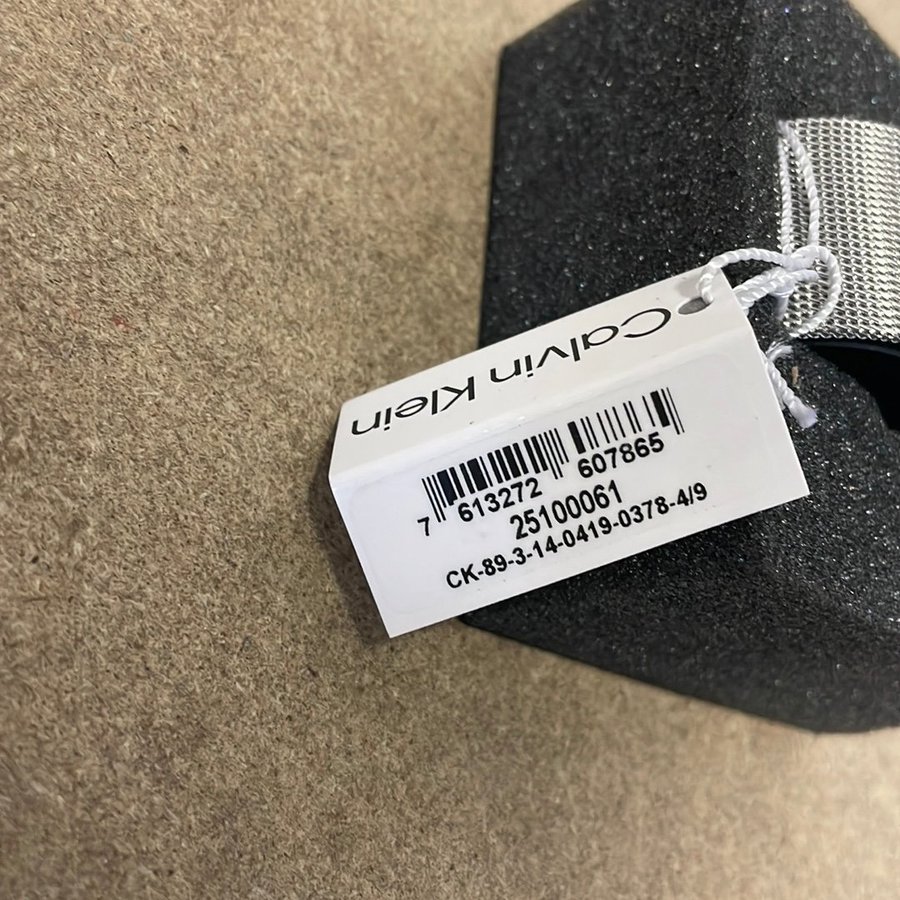 Calvin Klein
7 613272 607865
25100061
CK-89-3-14-0419-0378-4/9